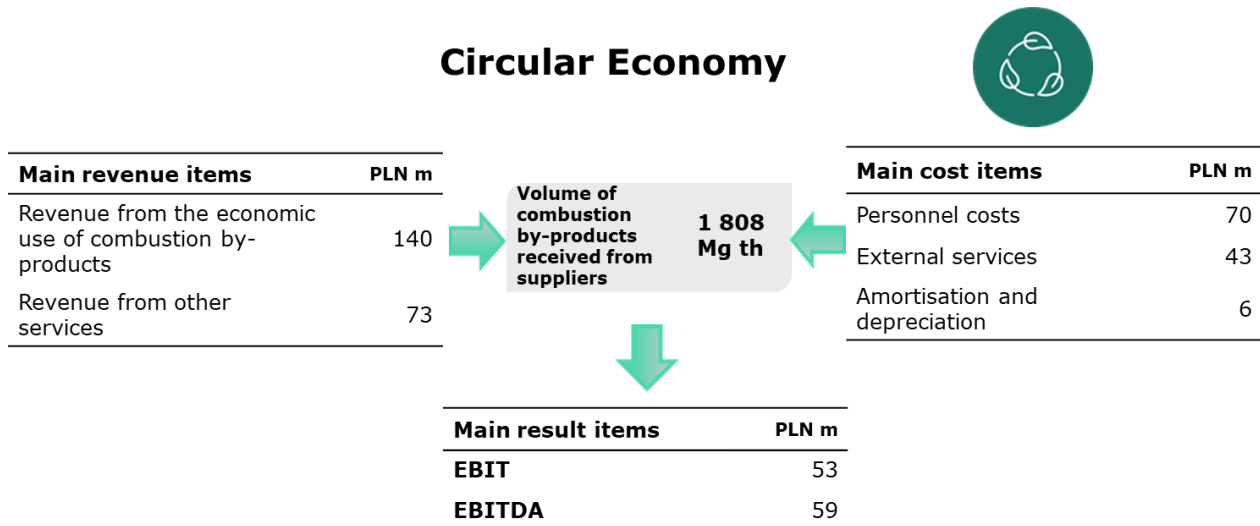 Circular Economy
Main revenue items PLN m
Revenue from the economic
use of combustion by-
products 140
Revenue from other
services 73
Volume of
combustion
by-products
received from
suppliers
1 808
Mg th
Main cost items PLN m
Personnel costs 70
External services 43
Amortisation and
depreciation 6
Main result items PLN m
EBIT 53
EBITDA 59